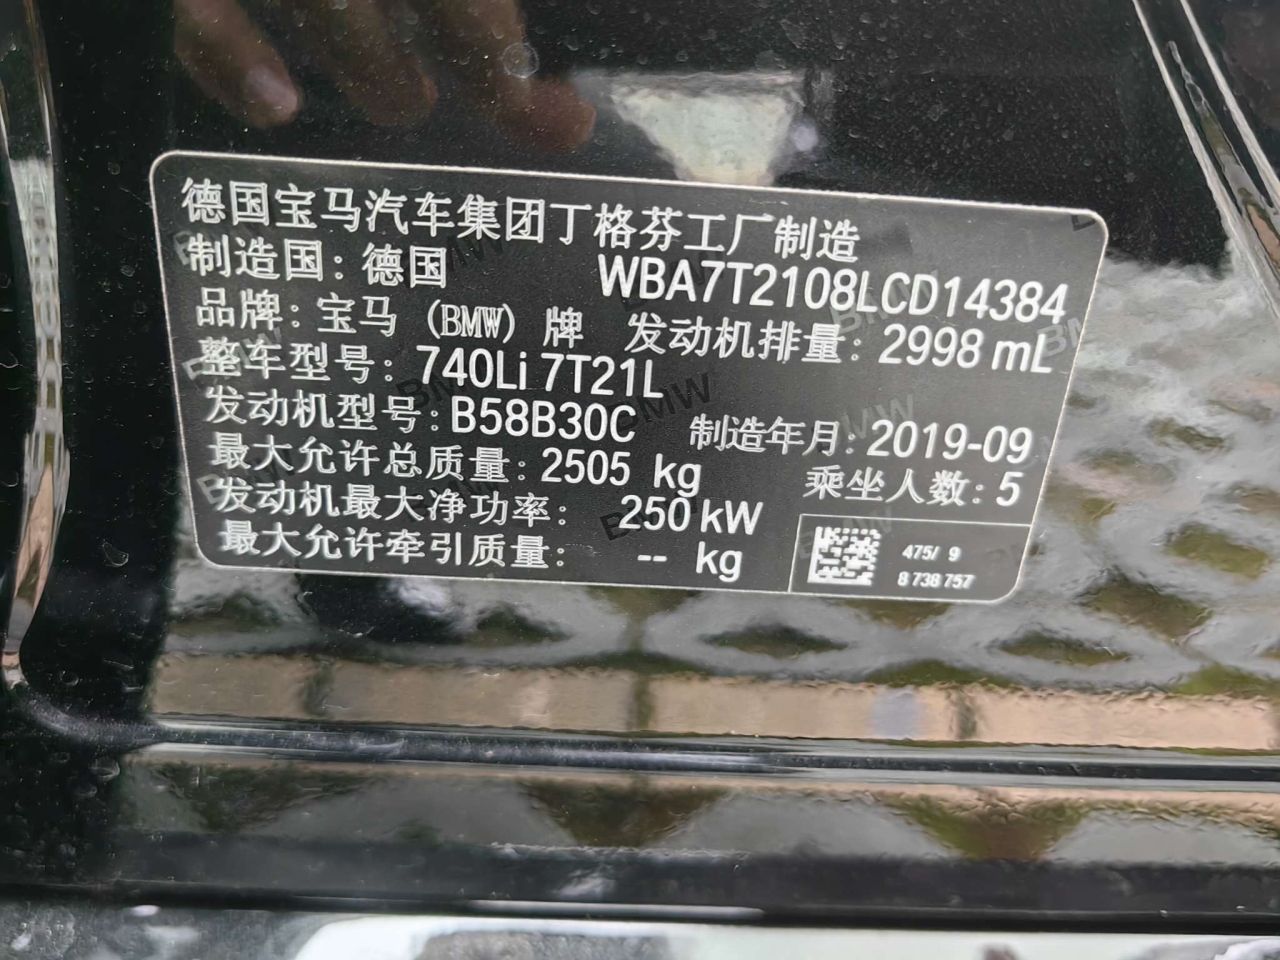 德国宝马汽车集团丁格芬工厂制造
制造国：德国 WBA7T2108LCD14384
品牌：宝马 (BMW) 牌 发动机排量：2998 mL
整车型号：740Li 7T21L
发动机型号：B58B30C 制造年月：2019-09
最大允许总质量：2505 kg 乘坐人数：5
发动机最大净功率： 250 kW
最大允许牵引质量： -- kg
475/ 9
8 738 757